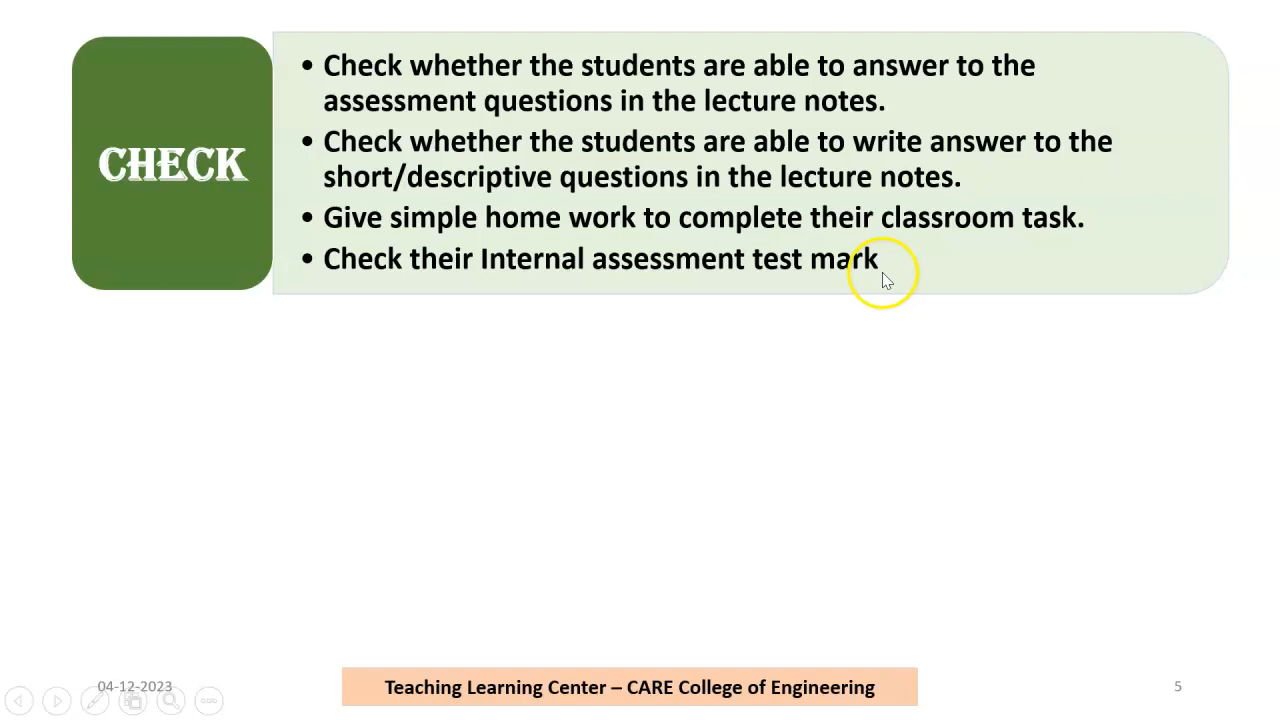 CHECK
• Check whether the students are able to answer to the
assessment questions in the lecture notes.
• Check whether the students are able to write answer to the
short/descriptive questions in the lecture notes.
• Give simple home work to complete their classroom task.
• Check their Internal assessment test mark
04-12-2023
Teaching Learning Center – CARE College of Engineering
5